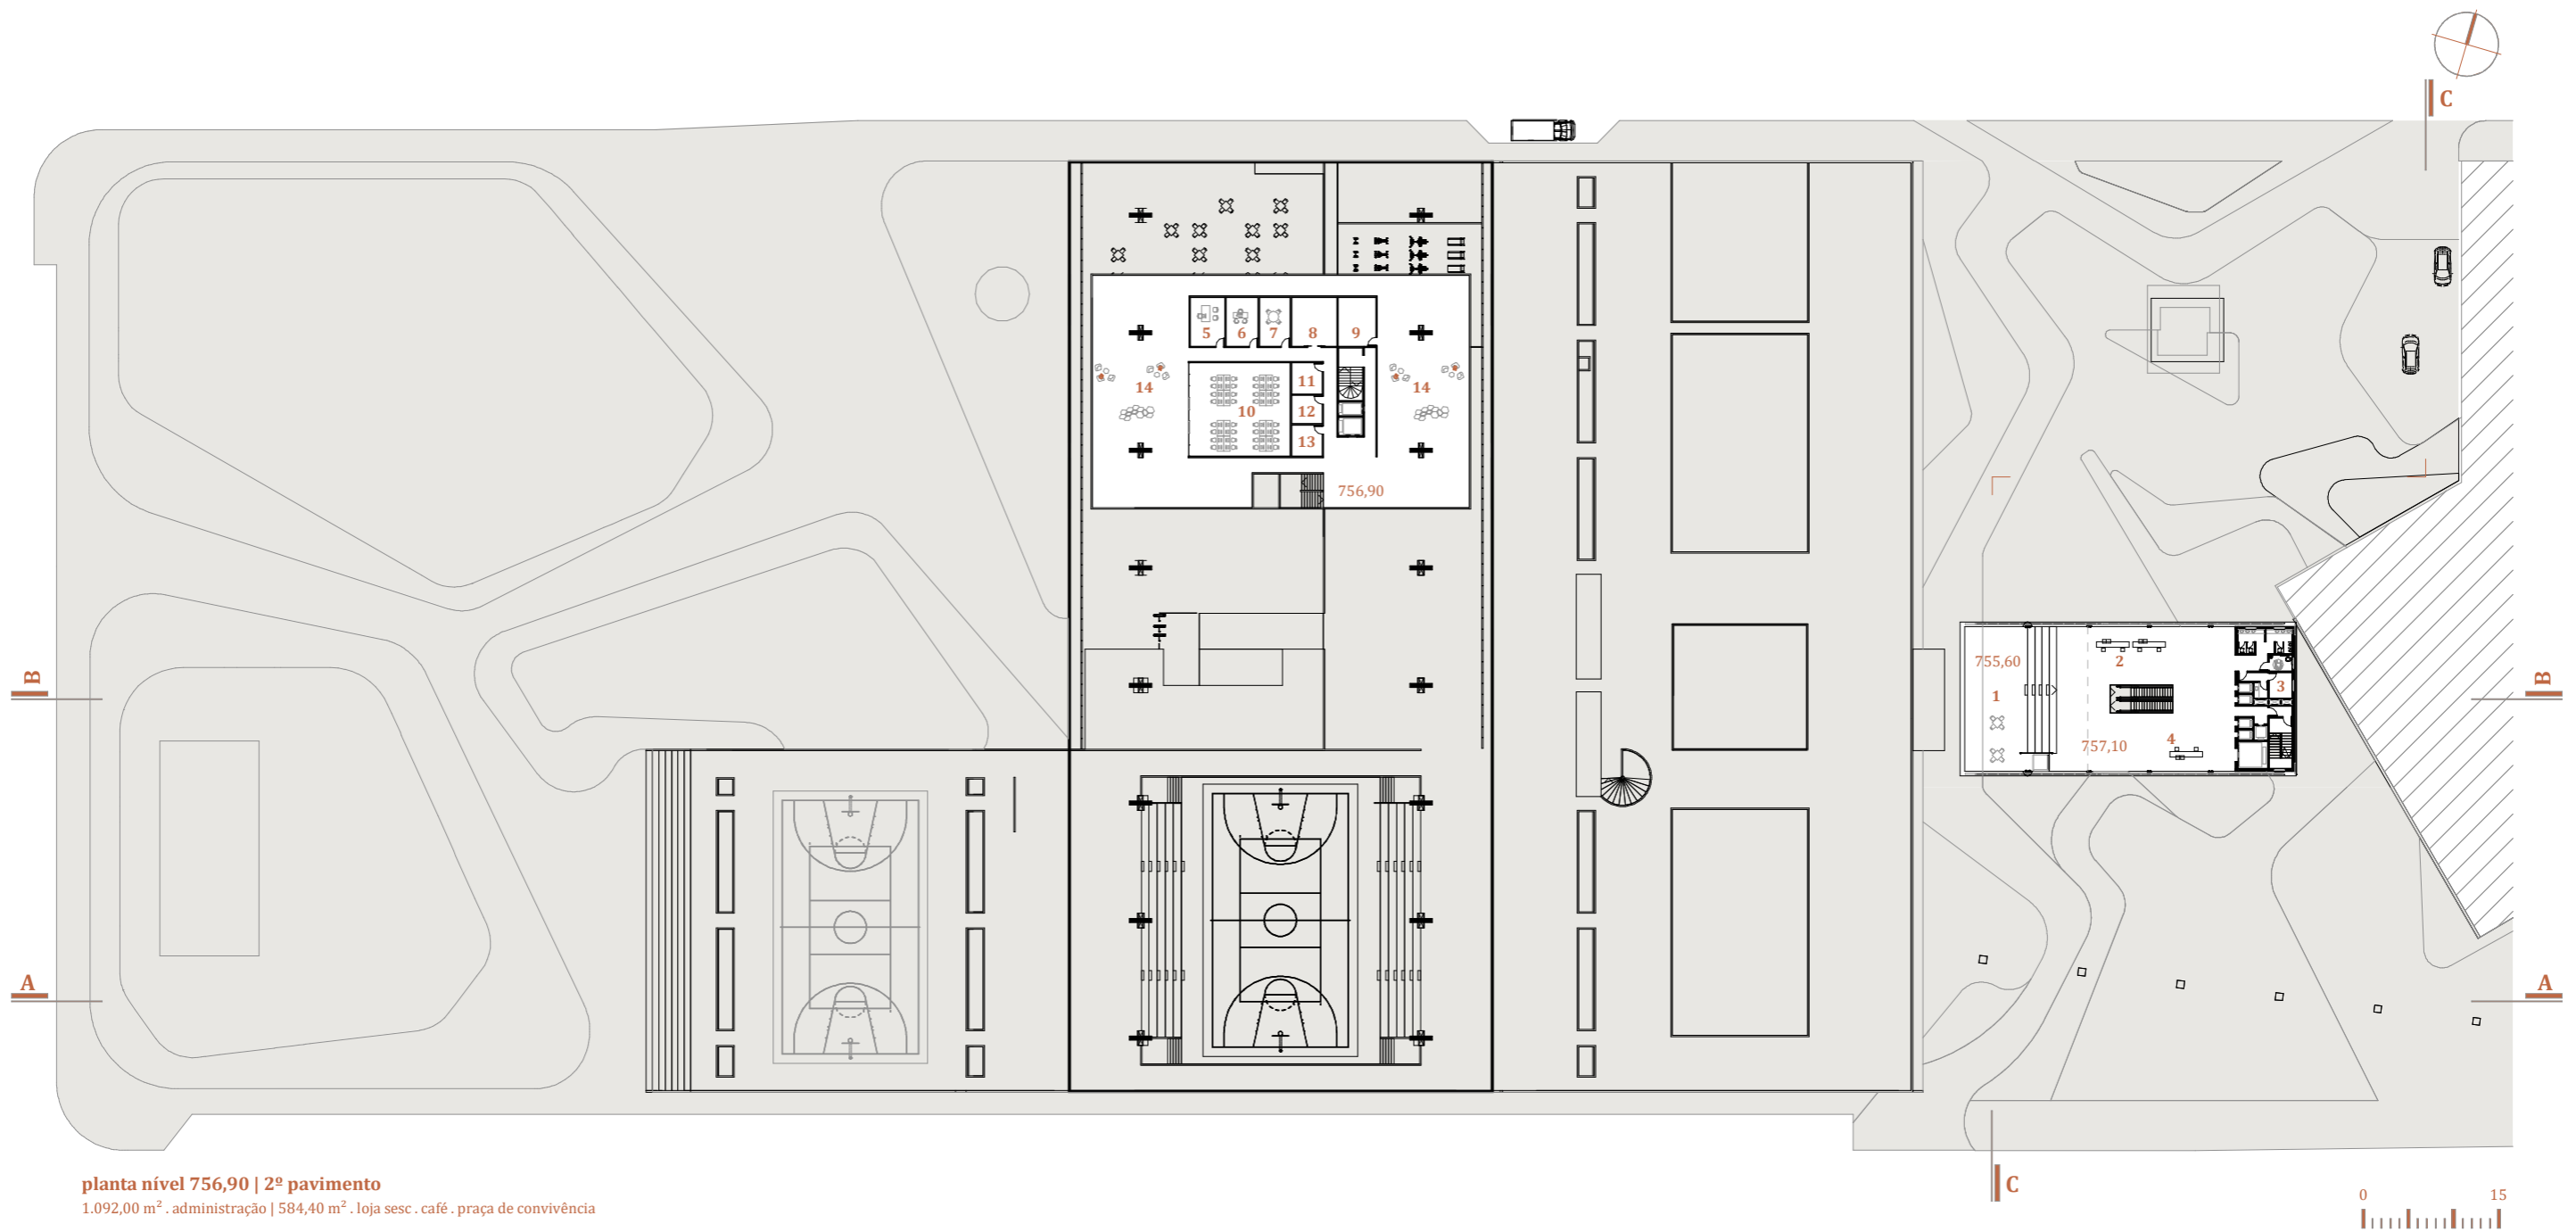 C
5 6 7 8 9
14 11 14
10 12
13
756,90
B B
755,60 2
1 3
757,10 4
A A
C
planta nível 756,90 | 2º pavimento
1.092,00 m² . administração | 584,40 m² . loja sesc . café . praça de convivência
0 15